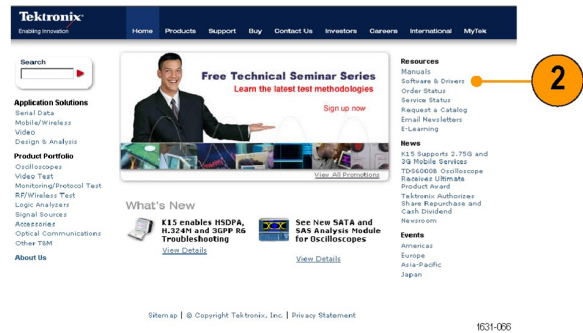 Tektronix
Enabling Innovation
Home Products Support Buy Contact Us Investors Careers International MyTek
Search
Application Solutions
Serial Data
Mobile/Wireless
Video
Design & Analysis
Product Portfolio
Oscilloscopes
Video Test
Monitoring/Protocol Test
RF/Wireless Test
Logic Analyzers
Signal Sources
Accessories
Optical Communications
Other T&M
About Us
Free Technical Seminar Series
Learn the latest test methodologies
Sign up now
View All Promotions
What's New
K15 enables HSDPA,
H.324M and 3GPP R6
Troubleshooting
View Details
See New SATA and
SAS Analysis Module
for Oscilloscopes
View Details
Resources
Manuals
Software & Drivers
Order Status
Service Status
Request a Catalog
Email Newsletters
E-Learning
News
K15 Supports 2.75G and
3G Mobile Services
TDS6000B Oscilloscope
Receives Ultimate
Product Award
Tektronix Authorizes
Share Repurchase and
Cash Dividend
Newsroom
Events
Americas
Europe
Asia-Pacific
Japan
2
Sitemap | © Copyright Tektronix, Inc. | Privacy Statement
1631-066